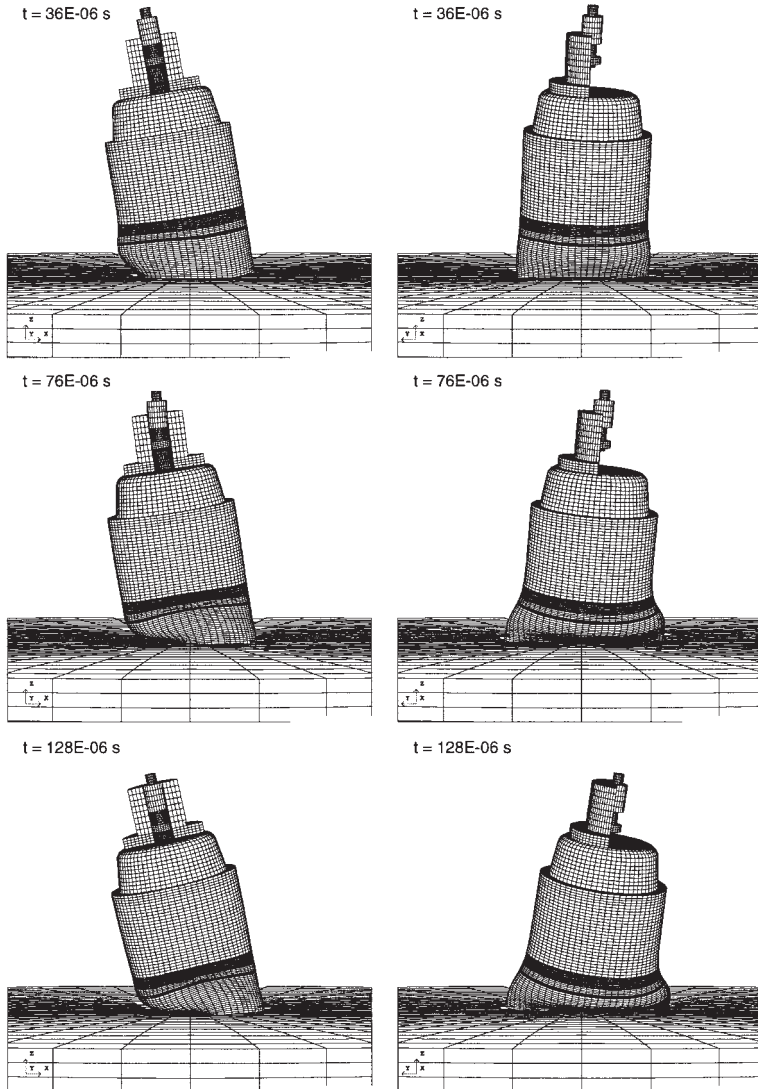 t = 36E-06 s
t = 36E-06 s
Z
Y X
Z
Y X
t = 76E-06 s
t = 76E-06 s
Z
Y X
Z
Y X
t = 128E-06 s
t = 128E-06 s
Z
Y X
Z
Y X